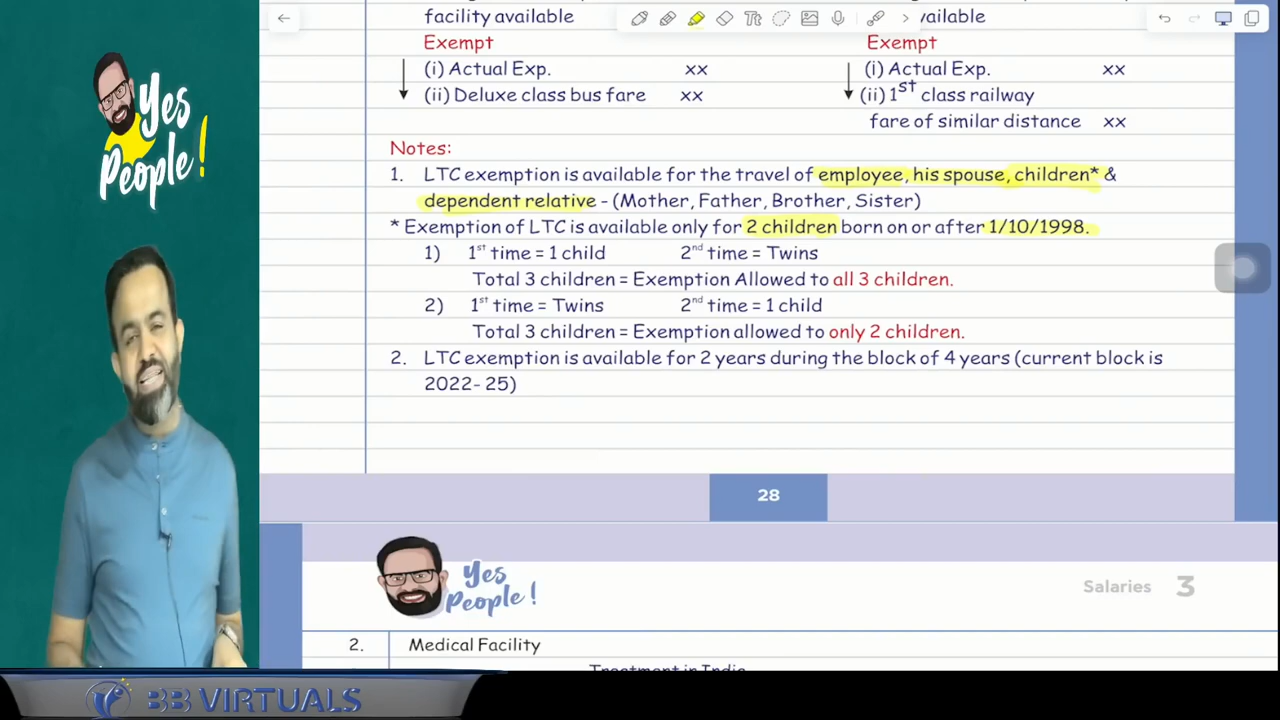 facility available
vailable
Exempt
Exempt
(i) Actual Exp. xx
(i) Actual Exp. xx
(ii) Deluxe class bus fare xx
(ii) 1st class railway
fare of similar distance xx
Notes:
1. LTC exemption is available for the travel of employee, his spouse, children* &
dependent relative - (Mother, Father, Brother, Sister)
* Exemption of LTC is available only for 2 children born on or after 1/10/1998.
1) 1st time = 1 child 2nd time = Twins
Total 3 children = Exemption Allowed to all 3 children.
2) 1st time = Twins 2nd time = 1 child
Total 3 children = Exemption allowed to only 2 children.
2. LTC exemption is available for 2 years during the block of 4 years (current block is
2022- 25)
28
Yes
People!
Yes
People!
Salaries 3
2. Medical Facility
Treatment in India
BB VIRTUALS